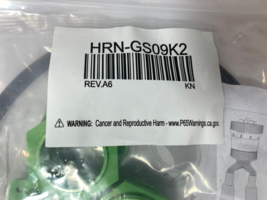 HRN-GS09K2
REV.A6 KN
WARNING: Cancer and Reproductive Harm - www.P65Warnings.ca.gov.